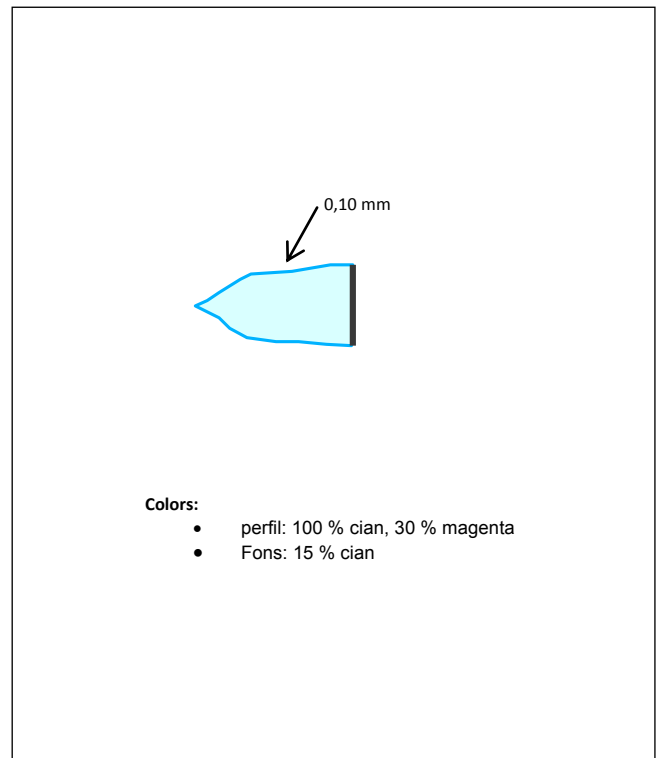 0,10 mm
Colors:
• perfil: 100 % cian, 30 % magenta
• Fons: 15 % cian